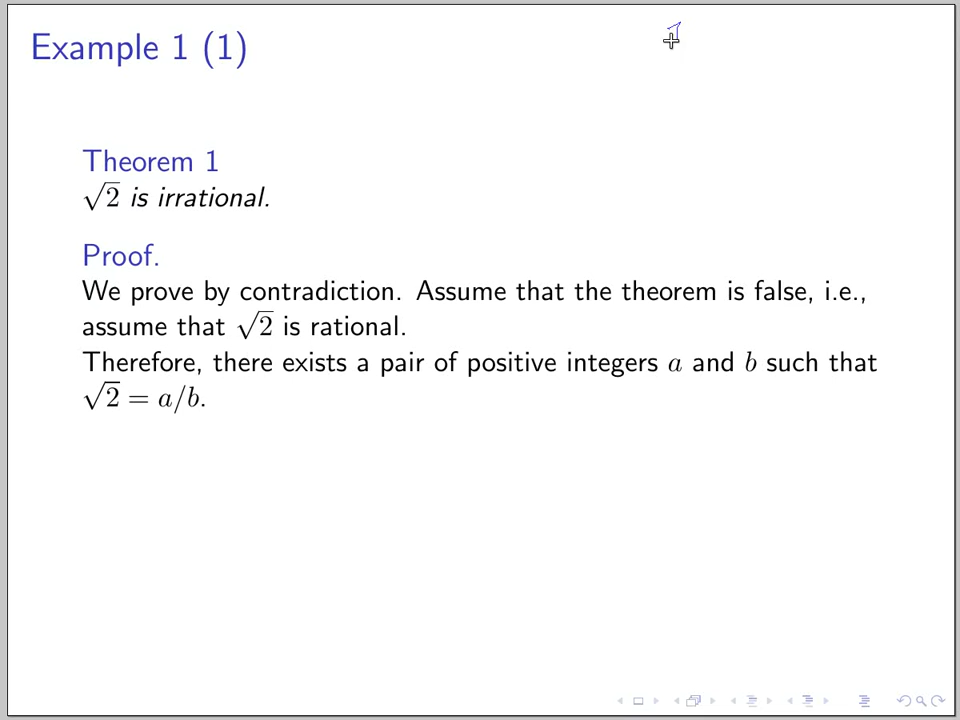 Example 1 (1)
Theorem 1
√2 is irrational.
Proof.
We prove by contradiction. Assume that the theorem is false, i.e.,
assume that √2 is rational.
Therefore, there exists a pair of positive integers a and b such that
√2 = a/b.